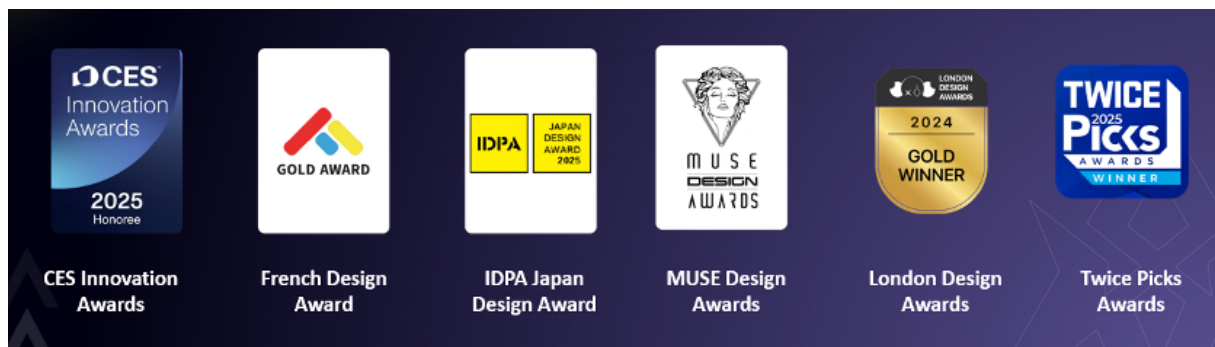 CES
Innovation
Awards
2025
Honoree
GOLD AWARD
IDPA
JAPAN
DESIGN
AWARD
2025
MUSE
DESIGN
AWARDS
LONDON
DESIGN
AWARDS
2024
GOLD
WINNER
TWICE
2025
Picks
AWARDS
WINNER
CES Innovation
Awards
French Design
Award
IDPA Japan
Design Award
MUSE Design
Awards
London Design
Awards
Twice Picks
Awards